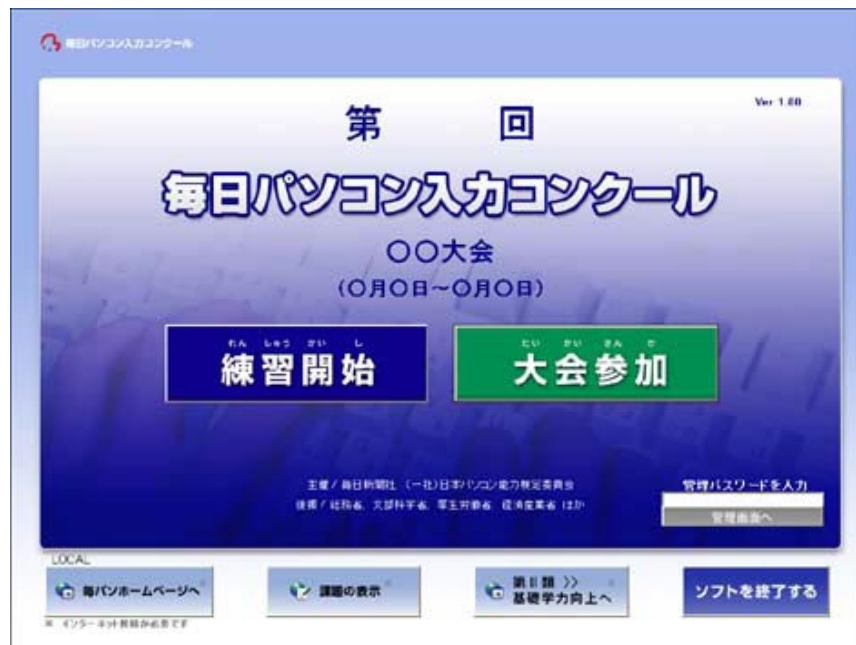 毎日パソコン入力コンクール
Ver 1.00
第 回
毎日パソコン入力コンクール
〇〇大会
(〇月〇日~〇月〇日)
れん しゅう かい し
練習開始
たい かい さん か
大会参加
主催/毎日新聞社 (一社)日本パソコン能力検定委員会
後援/総務省、文部科学省、厚生労働省、経済産業省 ほか
管理パスワードを入力
管理画面へ
LOCAL
毎パンホームページへ
課題の表示
第Ⅱ類 >>
基礎学力向上へ
ソフトを終了する
※ インターネット接続が必要です